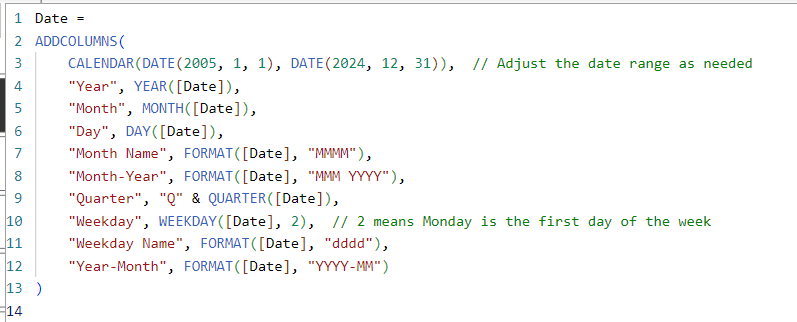 1 Date =
2 ADDCOLUMNS(
3 CALENDAR(DATE(2005, 1, 1), DATE(2024, 12, 31)), // Adjust the date range as needed
4 "Year", YEAR([Date]),
5 "Month", MONTH([Date]),
6 "Day", DAY([Date]),
7 "Month Name", FORMAT([Date], "MMMM"),
8 "Month-Year", FORMAT([Date], "MMM YYYY"),
9 "Quarter", "Q" & QUARTER([Date]),
10 "Weekday", WEEKDAY([Date], 2), // 2 means Monday is the first day of the week
11 "Weekday Name", FORMAT([Date], "dddd"),
12 "Year-Month", FORMAT([Date], "YYYY-MM")
13 )
14